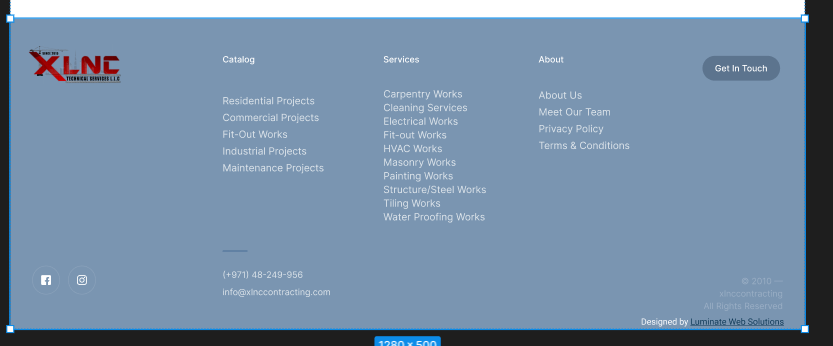 SINCE 2010
XLNC
TECHNICAL SERVICES L.L.C
Catalog
Residential Projects
Commercial Projects
Fit-Out Works
Industrial Projects
Maintenance Projects
Services
Carpentry Works
Cleaning Services
Electrical Works
Fit-out Works
HVAC Works
Masonry Works
Painting Works
Structure/Steel Works
Tiling Works
Water Proofing Works
About
About Us
Meet Our Team
Privacy Policy
Terms & Conditions
Get In Touch
(+971) 48-249-956
info@xlnccontracting.com
© 2010 —
xlnccontracting
All Rights Reserved
Designed by Luminate Web Solutions
1280 × 500